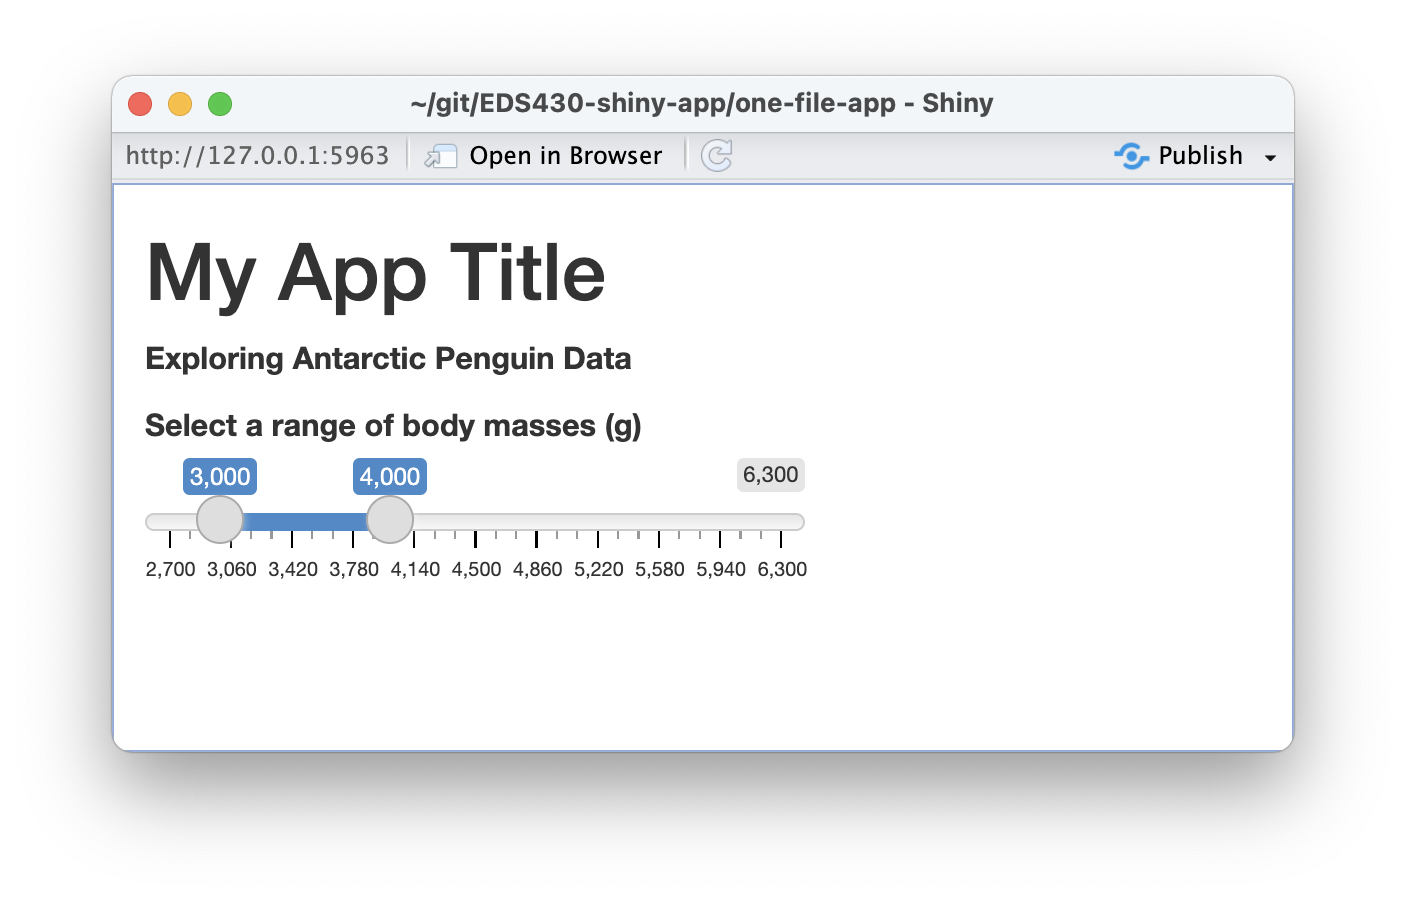 ~/git/EDS430-shiny-app/one-file-app - Shiny
http://127.0.0.1:5963 Open in Browser Publish
My App Title
Exploring Antarctic Penguin Data
Select a range of body masses (g)
3,000 4,000 6,300
2,700 3,060 3,420 3,780 4,140 4,500 4,860 5,220 5,580 5,940 6,300